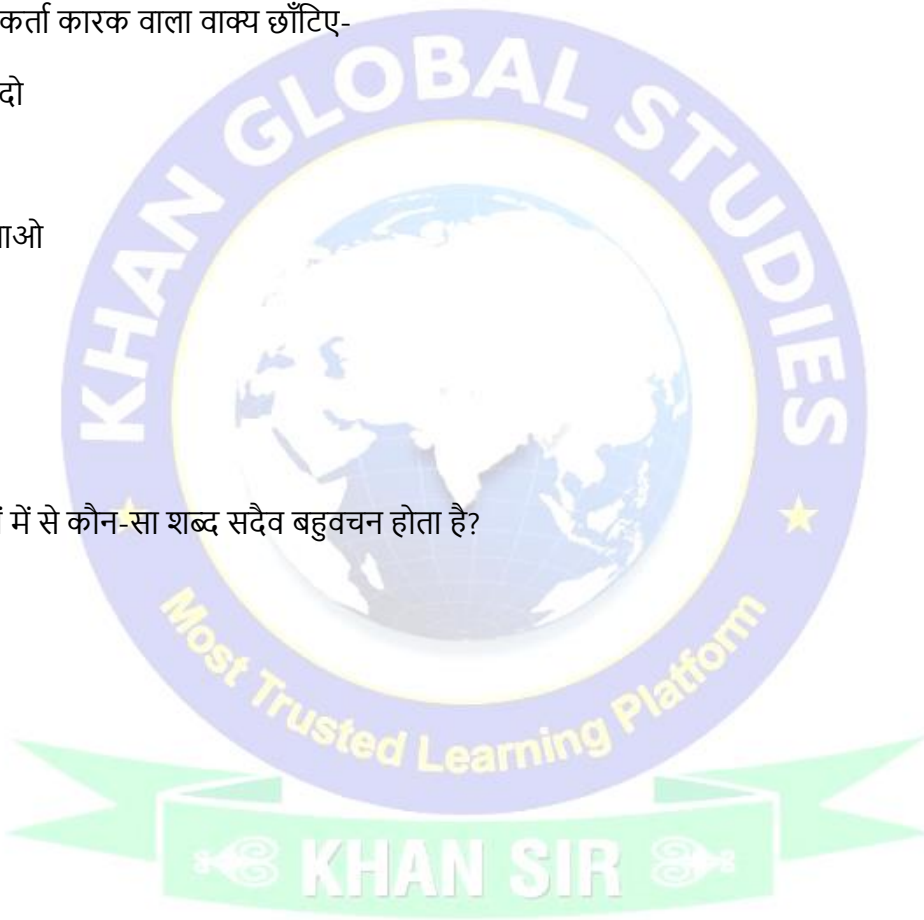 कर्ता कारक वाला वाक्य छाँटिए-
दो
में से कौन-सा शब्द सदैव बहुवचन होता है?
KHAN GLOBAL STUDIES
Most Trusted Learning Platform
KHAN SIR